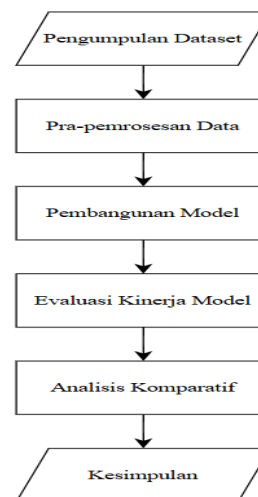 Pengumpulan Dataset
Pra-pemrosesan Data
Pembangunan Model
Evaluasi Kinerja Model
Analisis Komparatif
Kesimpulan